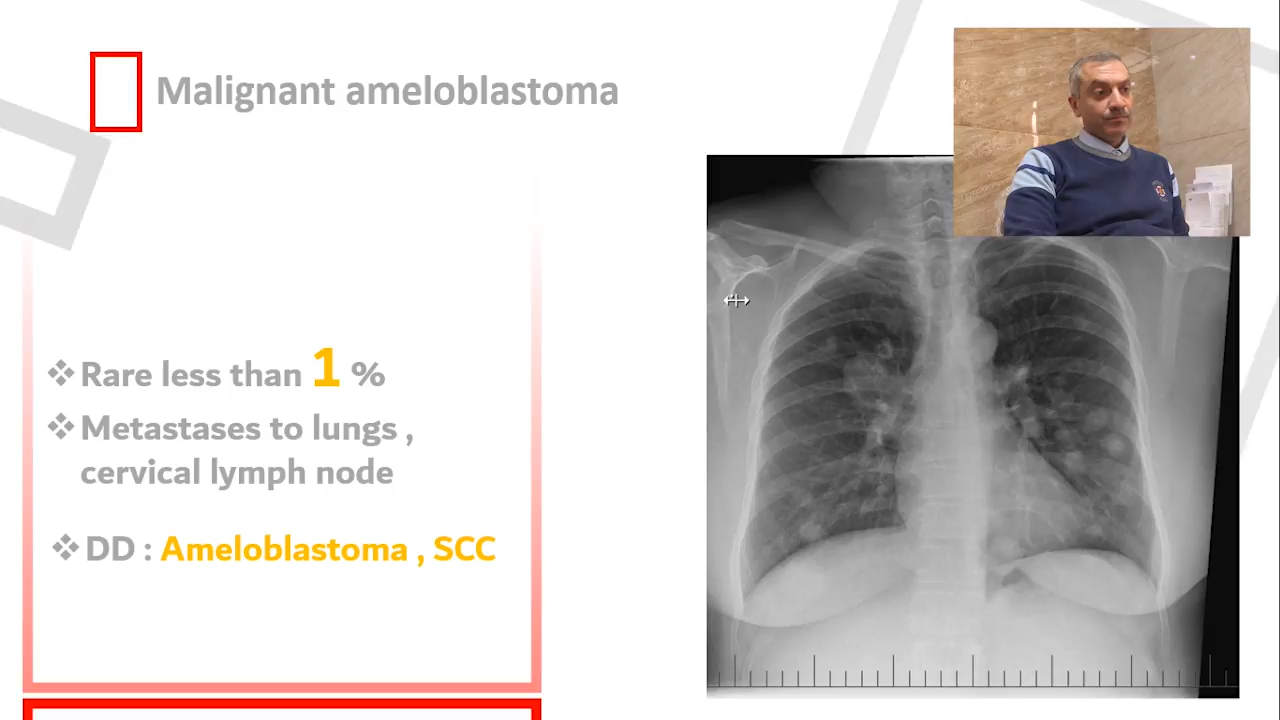 Malignant ameloblastoma
❖Rare less than 1 %
❖Metastases to lungs ,
cervical lymph node
❖DD : Ameloblastoma , SCC